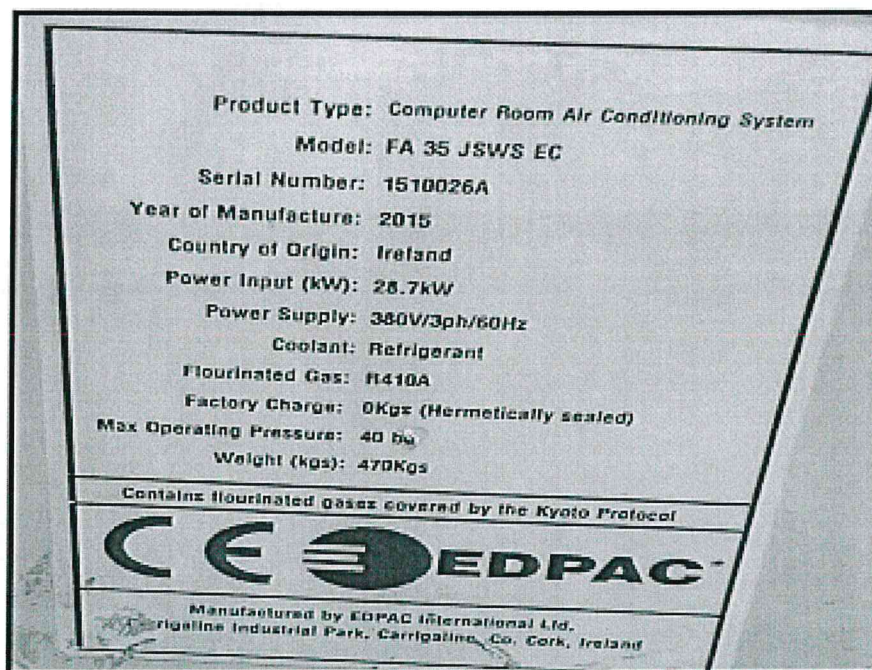 Product Type: Computer Room Air Conditioning System
Model: FA 35 JSWS EC
Serial Number: 1510026A
Year of Manufacture: 2015
Country of Origin: Ireland
Power Input (kW): 28.7kW
Power Supply: 380V/3ph/60Hz
Coolant: Refrigerant
Flourinated Gas: R410A
Factory Charge: 0Kgs (Hermetically sealed)
Max Operating Pressure: 40
Weight (kgs): 470Kgs
Contains flourinated gases covered by the Kyoto Protocol
CE EDPAC
Manufactured by EDPAC International Ltd.
Industrial Park, Carrigaline, Co. Cork, Ireland